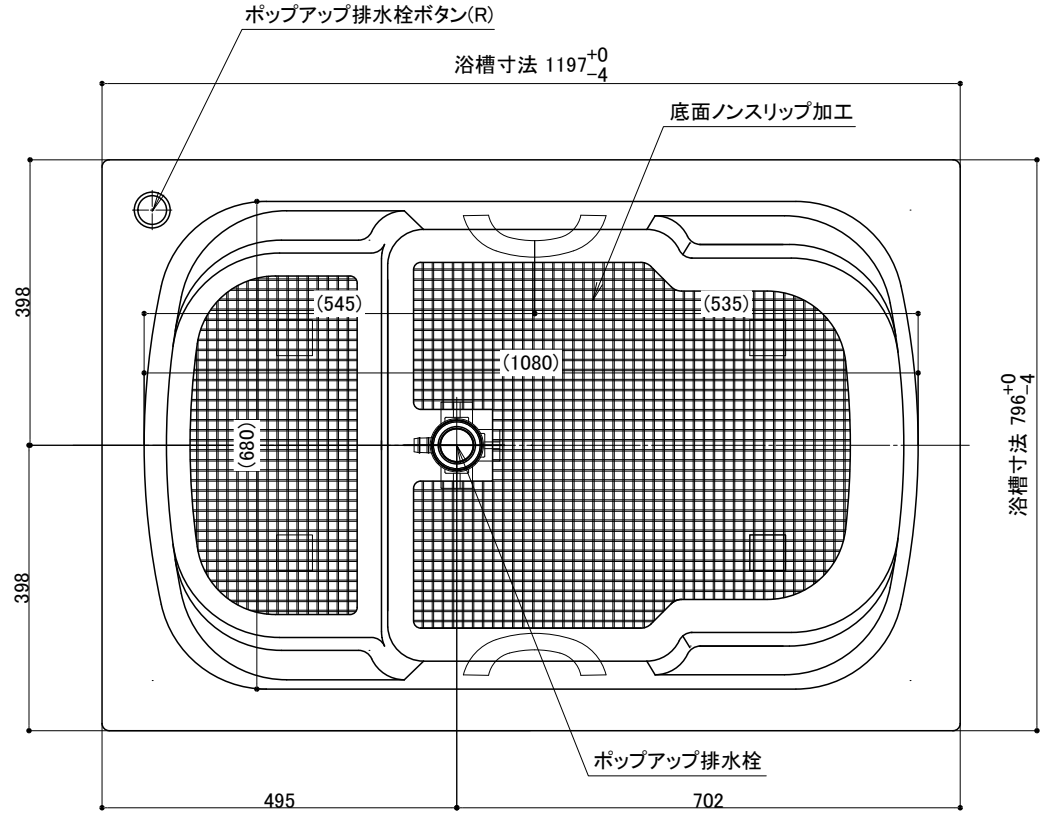 ポップアップ排水栓ボタン(R)
浴槽寸法 1197+0-4
底面ノンスリップ加工
398
(545)
(535)
(1080)
浴槽寸法 796+0-4
(680)
398
ポップアップ排水栓
495
702